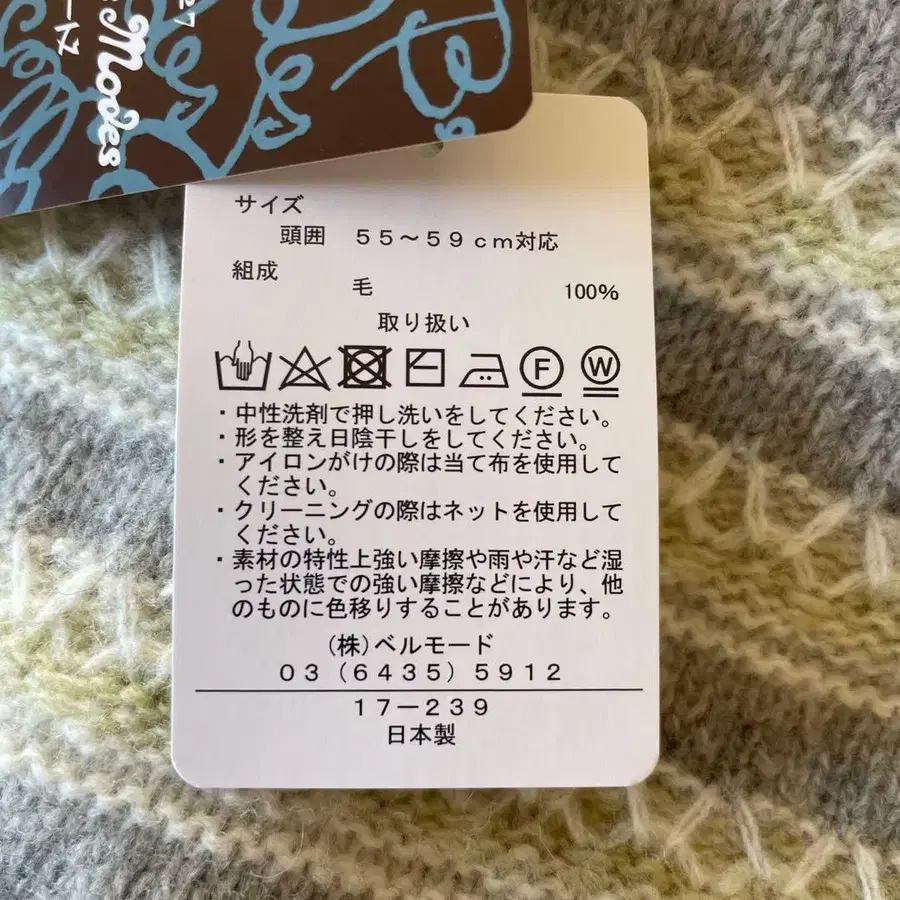 Modes
サイズ
頭囲 55～59cm対応
組成
毛 100%
取り扱い
F
W
・中性洗剤で押し洗いをしてください。
・形を整え日陰干しをしてください。
・アイロンがけの際は当て布を使用して
ください。
・クリーニングの際はネットを使用して
ください。
・素材の特性上強い摩擦や雨や汗など湿
った状態での強い摩擦などにより、他
のものに色移りすることがあります。
(株)ベルモード
03(6435)5912
17－239
日本製